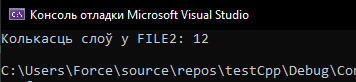 Консоль отладки Microsoft Visual Studio
Колькасць слоў у FILE2: 12
C:\Users\Force\source\repos\testCpp\Debug\Co